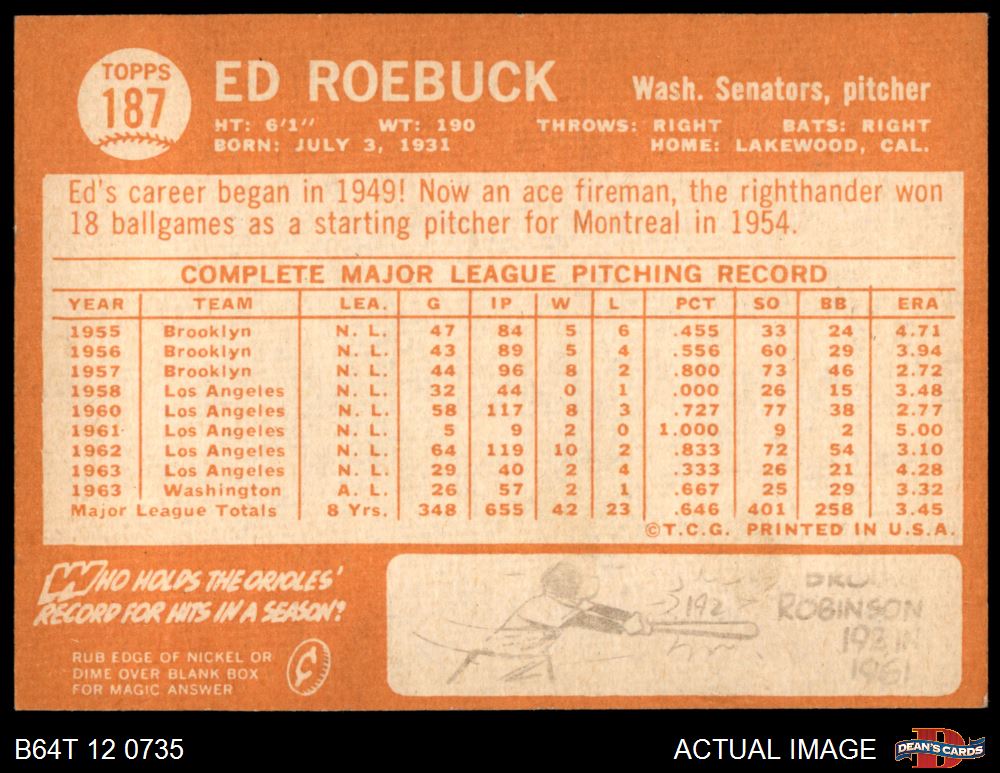 TOPPS
187
ED ROEBUCK
Wash. Senators, pitcher
HT: 6'1" WT: 190 THROWS: RIGHT BATS: RIGHT
BORN: JULY 3, 1931 HOME: LAKEWOOD, CAL.
Ed's career began in 1949! Now an ace fireman, the righthander won
18 ballgames as a starting pitcher for Montreal in 1954.
COMPLETE MAJOR LEAGUE PITCHING RECORD
YEAR TEAM LEA. G IP W L PCT SO BB ERA
1955 Brooklyn N. L. 47 84 5 6 .455 33 24 4.71
1956 Brooklyn N. L. 43 89 5 4 .556 60 29 3.94
1957 Brooklyn N. L. 44 96 8 2 .800 73 46 2.72
1958 Los Angeles N. L. 32 44 0 1 .000 26 15 3.48
1960 Los Angeles N. L. 58 117 8 3 .727 77 38 2.77
1961 Los Angeles N. L. 5 9 2 0 1.000 9 2 5.00
1962 Los Angeles N. L. 64 119 10 2 .833 72 54 3.10
1963 Los Angeles N. L. 29 40 2 4 .333 26 21 4.28
1963 Washington A. L. 26 57 2 1 .667 25 29 3.32
Major League Totals 8 Yrs. 348 655 42 23 .646 401 258 3.45
©T.C.G. PRINTED IN U.S.A.
WHO HOLDS THE ORIOLES'
RECORD FOR HITS IN A SEASON?
RUB EDGE OF NICKEL OR
DIME OVER BLANK BOX
FOR MAGIC ANSWER
¢
192
ROBINSON
192 IN
1961
B64T 12 0735
ACTUAL IMAGE
DEAN'S CARDS